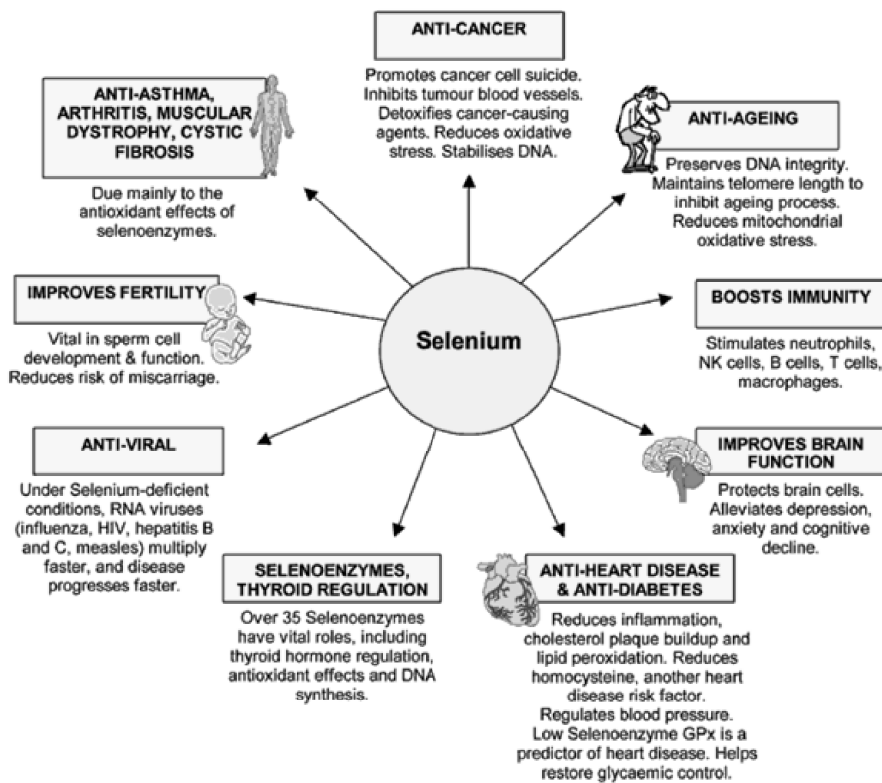 ANTI-CANCER
Promotes cancer cell suicide.
Inhibits tumour blood vessels.
Detoxifies cancer-causing
agents. Reduces oxidative
stress. Stabilises DNA.
ANTI-ASTHMA,
ARTHRITIS, MUSCULAR
DYSTROPHY, CYSTIC
FIBROSIS
Due mainly to the
antioxidant effects of
selenoenzymes.
ANTI-AGEING
Preserves DNA integrity.
Maintains telomere length to
inhibit ageing process.
Reduces mitochondrial
oxidative stress.
IMPROVES FERTILITY
Vital in sperm cell
development & function.
Reduces risk of miscarriage.
Selenium
BOOSTS IMMUNITY
Stimulates neutrophils,
NK cells, B cells, T cells,
macrophages.
ANTI-VIRAL
Under Selenium-deficient
conditions, RNA viruses
(influenza, HIV, hepatitis B
and C, measles) multiply
faster, and disease
progresses faster.
IMPROVES BRAIN
FUNCTION
Protects brain cells.
Alleviates depression,
anxiety and cognitive
decline.
SELENOENZYMES,
THYROID REGULATION
Over 35 Selenoenzymes
have vital roles, including
thyroid hormone regulation,
antioxidant effects and DNA
synthesis.
ANTI-HEART DISEASE
& ANTI-DIABETES
Reduces inflammation,
cholesterol plaque buildup and
lipid peroxidation. Reduces
homocysteine, another heart
disease risk factor.
Regulates blood pressure.
Low Selenoenzyme GPx is a
predictor of heart disease. Helps
restore glycaemic control.